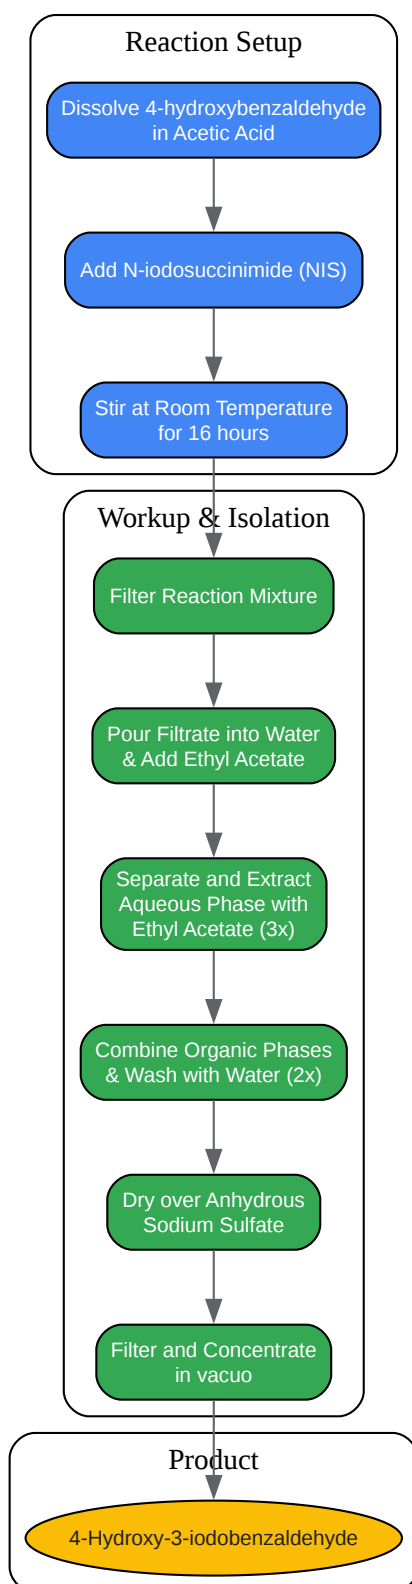 Reaction Setup
Dissolve 4-hydroxybenzaldehyde
in Acetic Acid
Add N-iodosuccinimide (NIS)
Stir at Room Temperature
for 16 hours
Workup & Isolation
Filter Reaction Mixture
Pour Filtrate into Water
& Add Ethyl Acetate
Separate and Extract
Aqueous Phase with
Ethyl Acetate (3x)
Combine Organic Phases
& Wash with Water (2x)
Dry over Anhydrous
Sodium Sulfate
Filter and Concentrate
in vacuo
Product
4-Hydroxy-3-iodobenzaldehyde